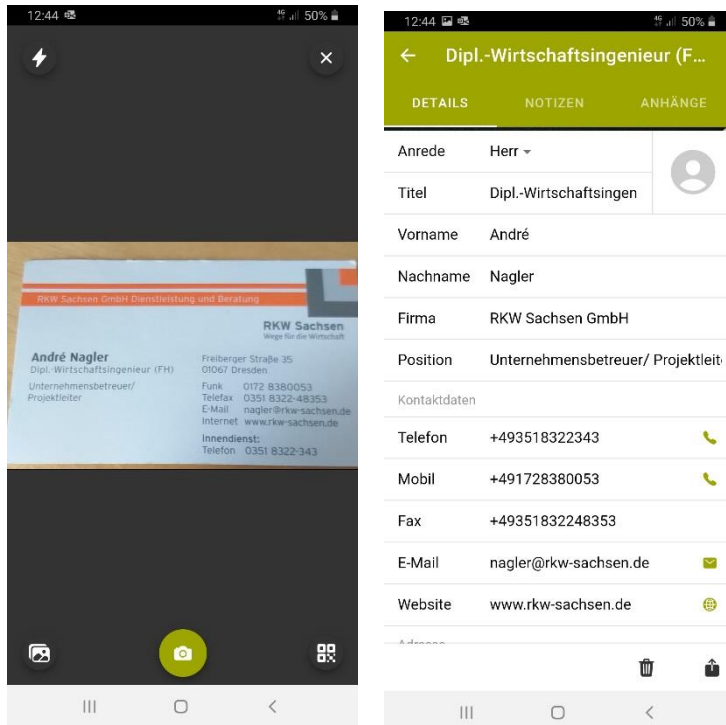 12:44
4G
50%
RKW Sachsen GmbH Dienstleistung und Beratung
RKW Sachsen
Wege für die Wirtschaft
André Nagler
Dipl.-Wirtschaftsingenieur (FH)
Unternehmensbetreuer/
Projektleiter
Freiberger Straße 35
01067 Dresden
Funk 0172 8380053
Telefax 0351 8322-48353
E-Mail nagler@rkw-sachsen.de
Internet www.rkw-sachsen.de
Innendienst:
Telefon 0351 8322-343
12:44
4G
50%
Dipl.-Wirtschaftsingenieur (F...
DETAILS NOTIZEN ANHÄNGE
Anrede Herr
Titel Dipl.-Wirtschaftsingen
Vorname André
Nachname Nagler
Firma RKW Sachsen GmbH
Position Unternehmensbetreuer/ Projektleit
Kontaktdaten
Telefon +493518322343
Mobil +491728380053
Fax +49351832248353
E-Mail nagler@rkw-sachsen.de
Website www.rkw-sachsen.de
Adresse